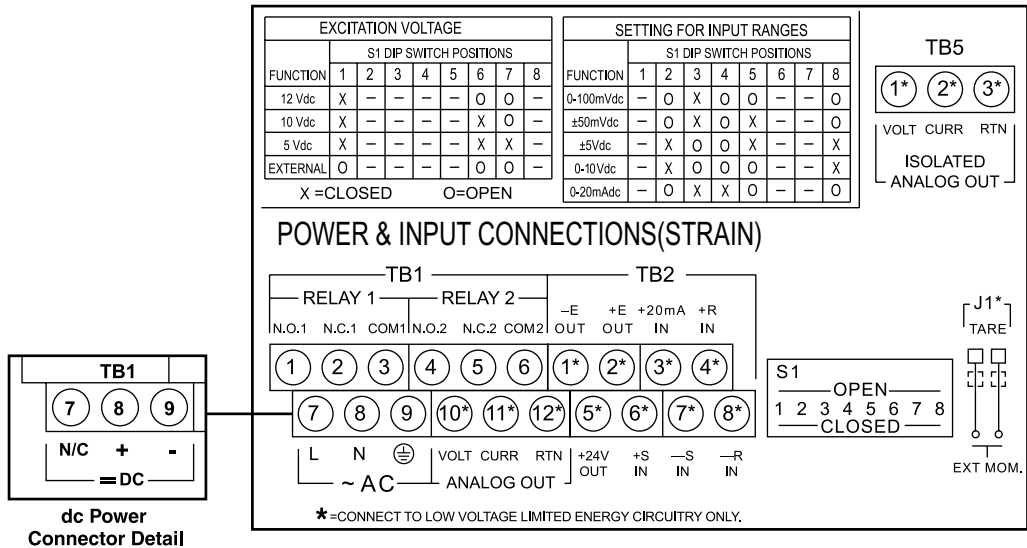 EXCITATION VOLTAGE
S1 DIP SWITCH POSITIONS
FUNCTION 1 2 3 4 5 6 7 8
12 Vdc X – – – – O O –
10 Vdc X – – – – X O –
5 Vdc X – – – – X X –
EXTERNAL O – – – – O O –
X =CLOSED O=OPEN
SETTING FOR INPUT RANGES
S1 DIP SWITCH POSITIONS
FUNCTION 1 2 3 4 5 6 7 8
0-100mVdc – O X O O – – O
±50mVdc – O X O X – – O
±5Vdc – X O O X – – X
0-10Vdc – X O O O – – X
0-20mAdc – O X X O – – O
TB5
1* 2* 3*
VOLT CURR RTN
ISOLATED
ANALOG OUT
POWER & INPUT CONNECTIONS(STRAIN)
TB1 TB2
RELAY 1 RELAY 2
N.O.1 N.C.1 COM1 N.O.2 N.C.2 COM2
–E OUT +E OUT +20mA IN +R IN
1 2 3 4 5 6 1* 2* 3* 4*
7 8 9 10* 11* 12* 5* 6* 7* 8*
L N VOLT CURR RTN
+24V OUT +S IN —S IN —R IN
~ AC ANALOG OUT
*=CONNECT TO LOW VOLTAGE LIMITED ENERGY CIRCUITRY ONLY.
S1
OPEN
1 2 3 4 5 6 7 8
CLOSED
J1*
TARE
EXT MOM.
TB1
7 8 9
N/C + -
DC
dc Power
Connector Detail